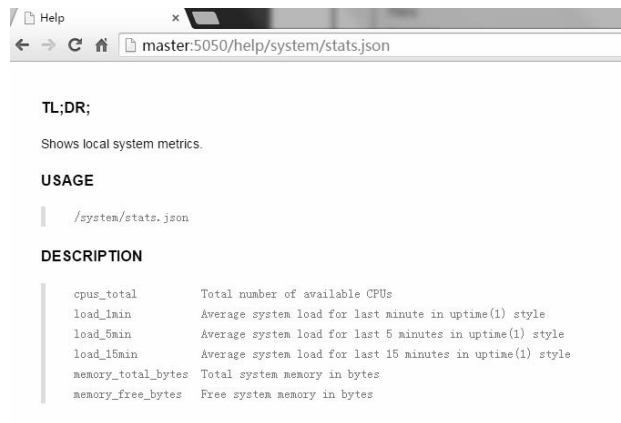 Help
master:5050/help/system/stats.json
TL;DR;
Shows local system metrics.
USAGE
/system/stats.json
DESCRIPTION
cpus_total Total number of available CPUs
load_1min Average system load for last minute in uptime(1) style
load_5min Average system load for last 5 minutes in uptime(1) style
load_15min Average system load for last 15 minutes in uptime(1) style
memory_total_bytes Total system memory in bytes
memory_free_bytes Free system memory in bytes